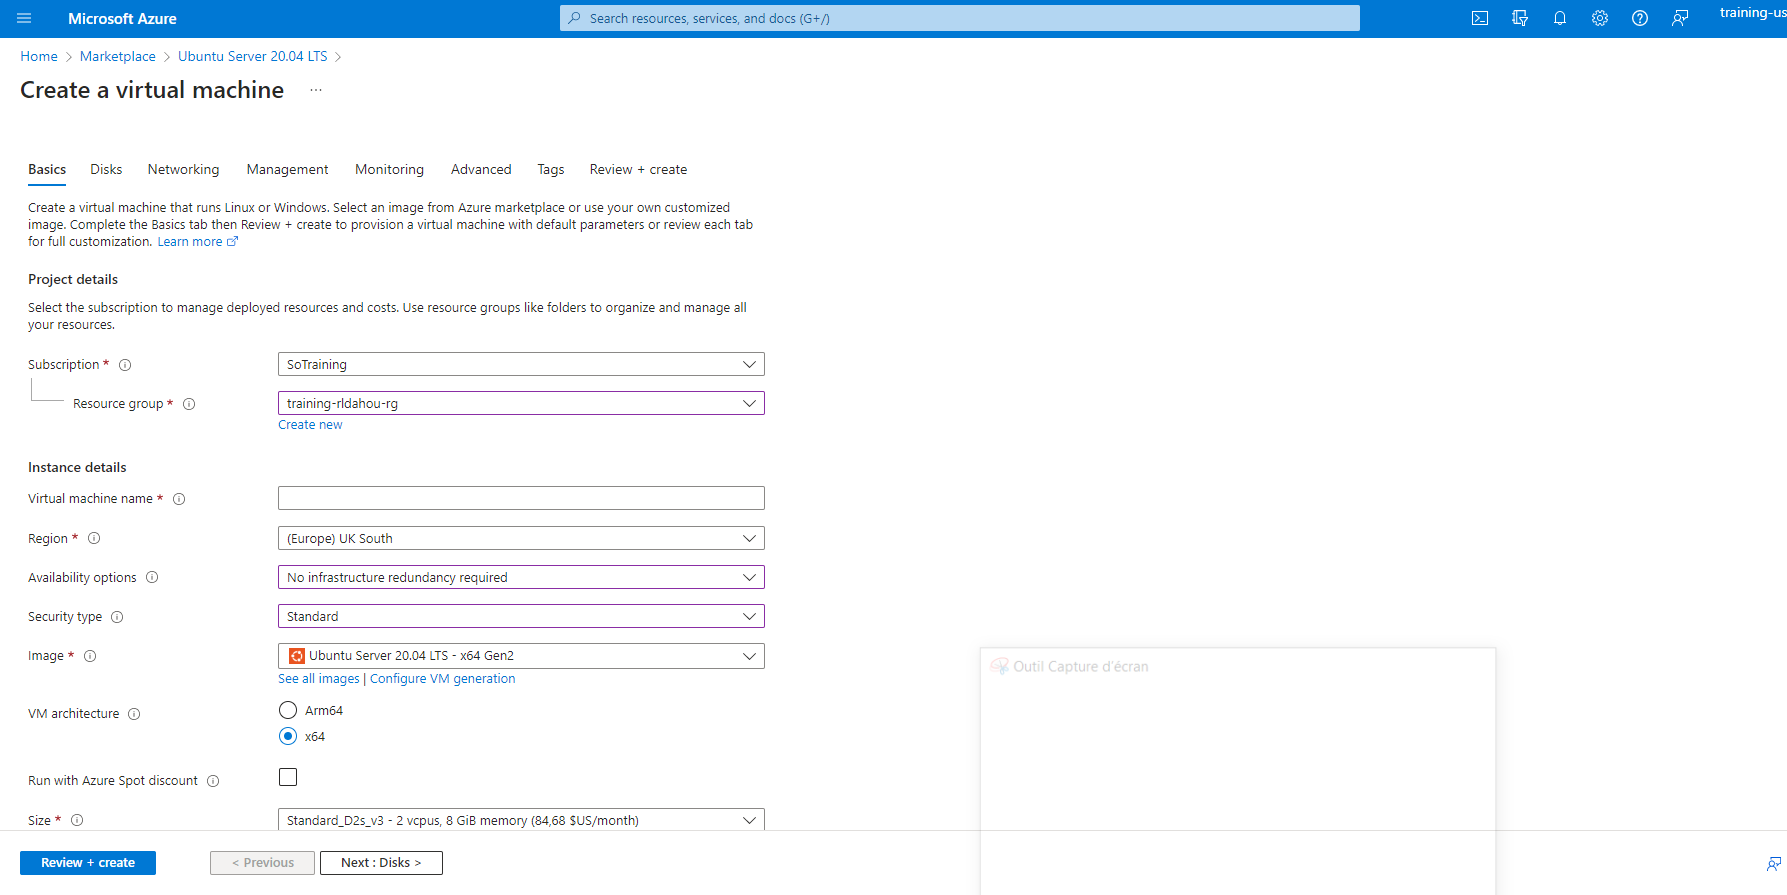 Microsoft Azure
Search resources, services, and docs (G+/)
training-us
Home > Marketplace > Ubuntu Server 20.04 LTS >
Create a virtual machine ...
Basics Disks Networking Management Monitoring Advanced Tags Review + create
Create a virtual machine that runs Linux or Windows. Select an image from Azure marketplace or use your own customized
image. Complete the Basics tab then Review + create to provision a virtual machine with default parameters or review each tab
for full customization. Learn more
Project details
Select the subscription to manage deployed resources and costs. Use resource groups like folders to organize and manage all
your resources.
Subscription *
SoTraining
Resource group *
training-rldahou-rg
Create new
Instance details
Virtual machine name *
Region *
(Europe) UK South
Availability options
No infrastructure redundancy required
Security type
Standard
Image *
Ubuntu Server 20.04 LTS - x64 Gen2
See all images | Configure VM generation
VM architecture
Arm64
x64
Run with Azure Spot discount
Size *
Standard_D2s_v3 - 2 vcpus, 8 GiB memory (84,68 $US/month)
Outil Capture d'écran
Review + create
< Previous
Next : Disks >